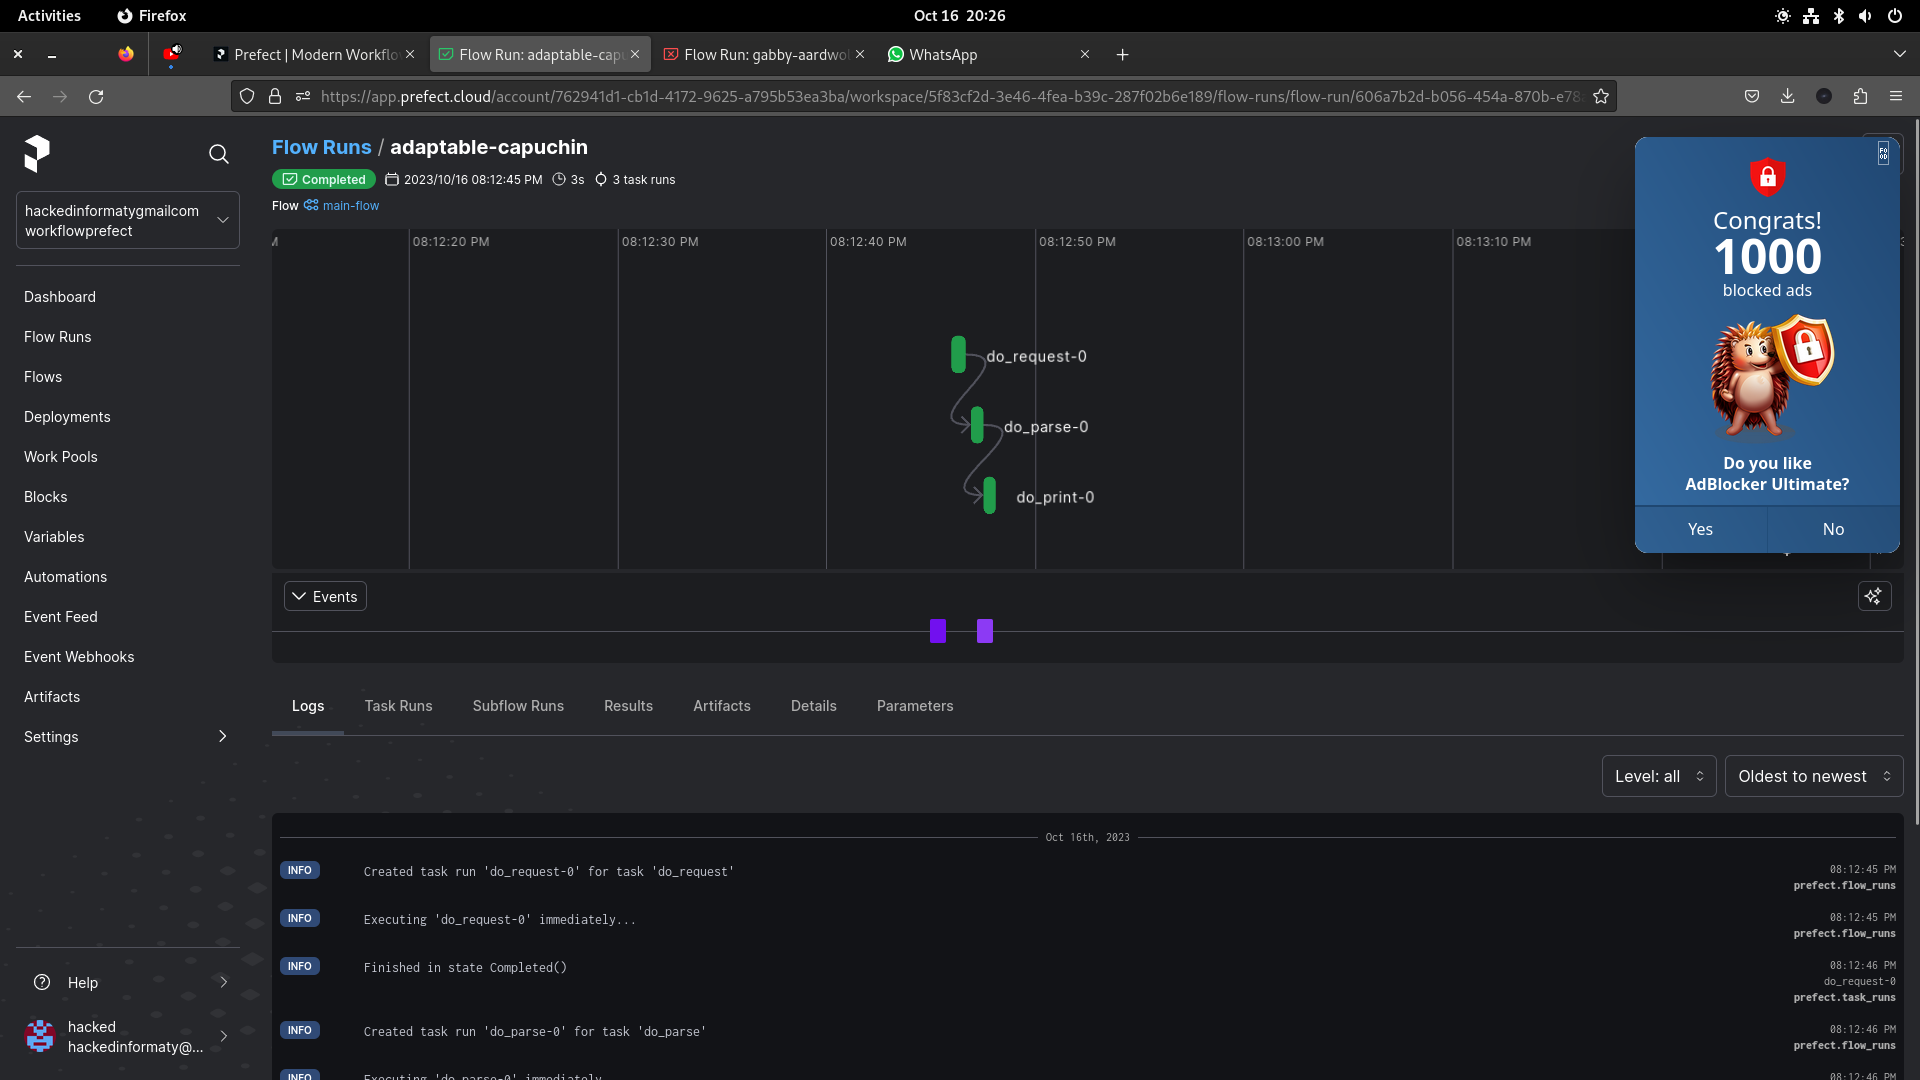 Activities
Firefox
Oct 16 20:26
Prefect | Modern Workflo
Flow Run: adaptable-capu
Flow Run: gabby-aardwol
WhatsApp
https://app.prefect.cloud/account/762941d1-cb1d-4172-9625-a795b53ea3ba/workspace/5f83cf2d-3e46-4fea-b39c-287f02b6e189/flow-runs/flow-run/606a7b2d-b056-454a-870b-e78
hackedinformatygmailcom
workflowprefect
Dashboard
Flow Runs
Flows
Deployments
Work Pools
Blocks
Variables
Automations
Event Feed
Event Webhooks
Artifacts
Settings
Help
hacked
hackedinformaty@...
Flow Runs / adaptable-capuchin
Completed 2023/10/16 08:12:45 PM 3s 3 task runs
Flow main-flow
M 08:12:20 PM 08:12:30 PM 08:12:40 PM 08:12:50 PM 08:13:00 PM 08:13:10 PM
do_request-0
do_parse-0
do_print-0
Congrats!
1000
blocked ads
Do you like
AdBlocker Ultimate?
Yes No
Events
Logs Task Runs Subflow Runs Results Artifacts Details Parameters
Level: all Oldest to newest
Oct 16th, 2023
INFO Created task run 'do_request-0' for task 'do_request' 08:12:45 PM
prefect.flow_runs
INFO Executing 'do_request-0' immediately... 08:12:45 PM
prefect.flow_runs
INFO Finished in state Completed() 08:12:46 PM
do_request-0
prefect.task_runs
INFO Created task run 'do_parse-0' for task 'do_parse' 08:12:46 PM
prefect.flow_runs
INFO Executing 'do_parse-0' immediately 08:12:46 PM